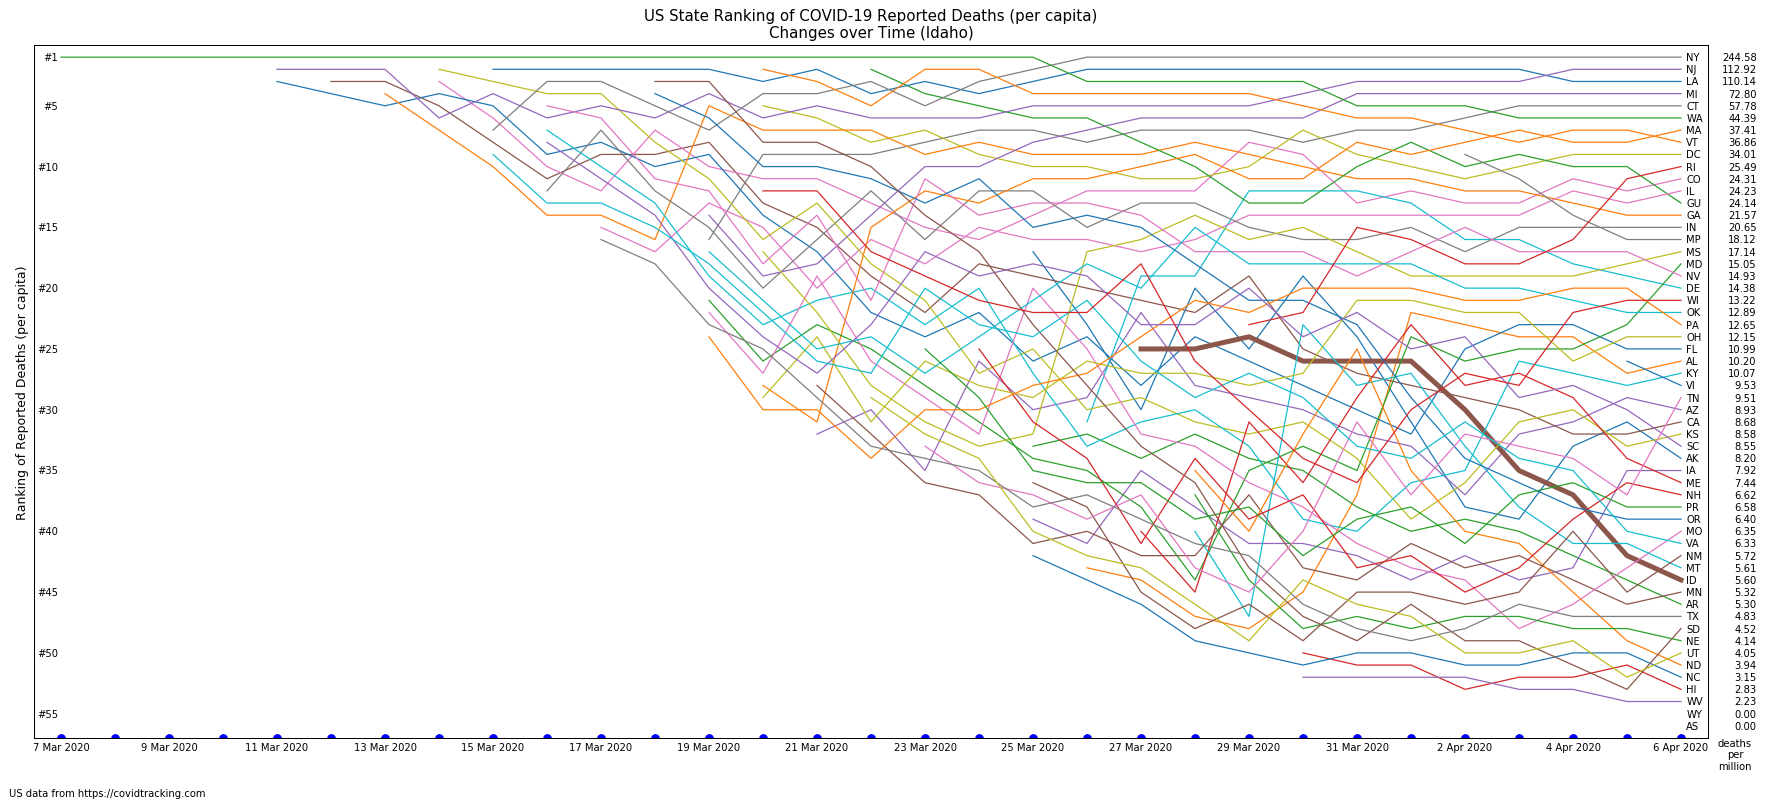 US State Ranking of COVID-19 Reported Deaths (per capita)
Changes over Time (Idaho)
Ranking of Reported Deaths (per capita)
#1
#5
#10
#15
#20
#25
#30
#35
#40
#45
#50
#55
NY 244.58
NJ 112.92
LA 110.14
MI 72.80
CT 57.78
WA 44.39
MA 37.41
VT 36.86
DC 34.01
RI 25.49
CO 24.31
IL 24.23
GU 24.14
GA 21.57
IN 20.65
MP 18.12
MS 17.14
MD 15.05
NV 14.93
DE 14.38
WI 13.22
OK 12.89
PA 12.65
OH 12.15
FL 10.99
AL 10.20
KY 10.07
VI 9.53
TN 9.51
AZ 8.93
CA 8.68
KS 8.58
SC 8.55
AK 8.20
IA 7.92
ME 7.44
NH 6.62
PR 6.58
OR 6.40
MO 6.35
VA 6.33
NM 5.72
MT 5.61
ID 5.60
MN 5.32
AR 5.30
TX 4.83
SD 4.52
NE 4.14
UT 4.05
ND 3.94
NC 3.15
HI 2.83
WV 2.23
WY 0.00
AS 0.00
7 Mar 2020 9 Mar 2020 11 Mar 2020 13 Mar 2020 15 Mar 2020 17 Mar 2020 19 Mar 2020 21 Mar 2020 23 Mar 2020 25 Mar 2020 27 Mar 2020 29 Mar 2020 31 Mar 2020 2 Apr 2020 4 Apr 2020 6 Apr 2020
deaths
per
million
US data from https://covidtracking.com